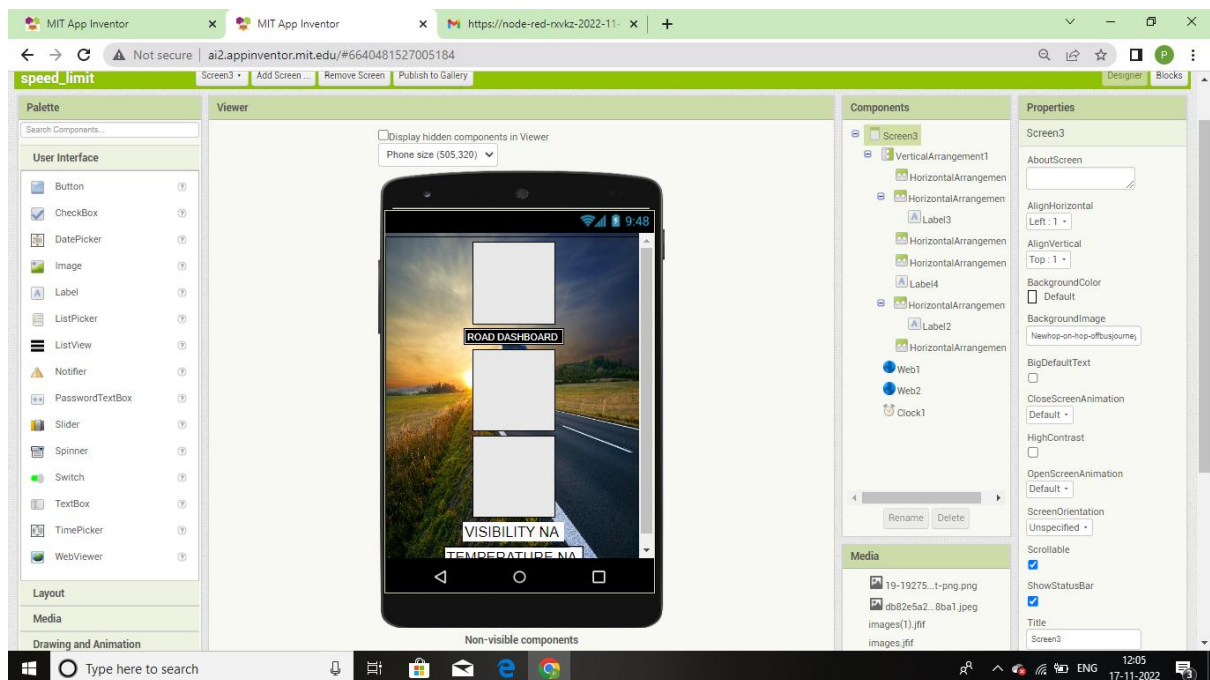 MIT App Inventor
MIT App Inventor
https://node-red-rxvkz-2022-11-
Not secure
ai2.appinventor.mit.edu/#6640481527005184
P
speed_limit
Screen3
Add Screen ...
Remove Screen
Publish to Gallery
Designer
Blocks
Palette
Search Components...
User Interface
Button
CheckBox
DatePicker
Image
Label
ListPicker
ListView
Notifier
PasswordTextBox
Slider
Spinner
Switch
TextBox
TimePicker
WebViewer
Layout
Media
Drawing and Animation
Viewer
Display hidden components in Viewer
Phone size (505,320)
9:48
ROAD DASHBOARD
VISIBILITY NA
TEMPERATURE NA
Non-visible components
Components
Screen3
VerticalArrangement1
HorizontalArrangemen
HorizontalArrangemen
Label3
HorizontalArrangemen
HorizontalArrangemen
Label4
HorizontalArrangemen
Label2
HorizontalArrangemen
Web1
Web2
Clock1
Rename
Delete
Media
19-19275...t-png.png
db82e5a2...8ba1.jpeg
images(1).jfif
images.jfif
Properties
Screen3
AboutScreen
AlignHorizontal
Left : 1
AlignVertical
Top : 1
BackgroundColor
Default
BackgroundImage
Newhop-on-hop-offbusjourney
BigDefaultText
CloseScreenAnimation
Default
HighContrast
OpenScreenAnimation
Default
ScreenOrientation
Unspecified
Scrollable
ShowStatusBar
Title
Screen3
Type here to search
ENG
12:05
17-11-2022
3